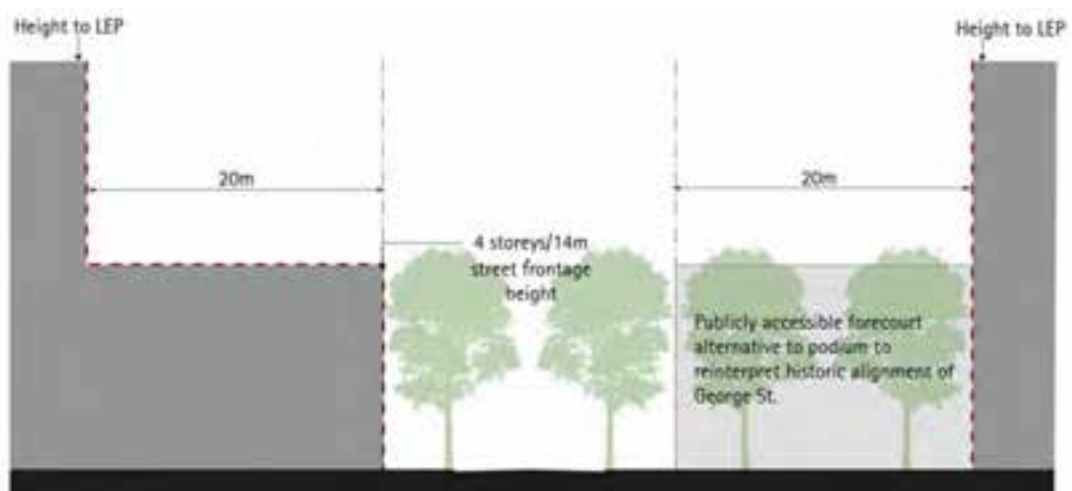 Height to LEP
Height to LEP
20m
20m
4 storeys/14m
street frontage
height
Publicly accessible forecourt
alternative to podium to
reinterpret historic alignment of
George St.